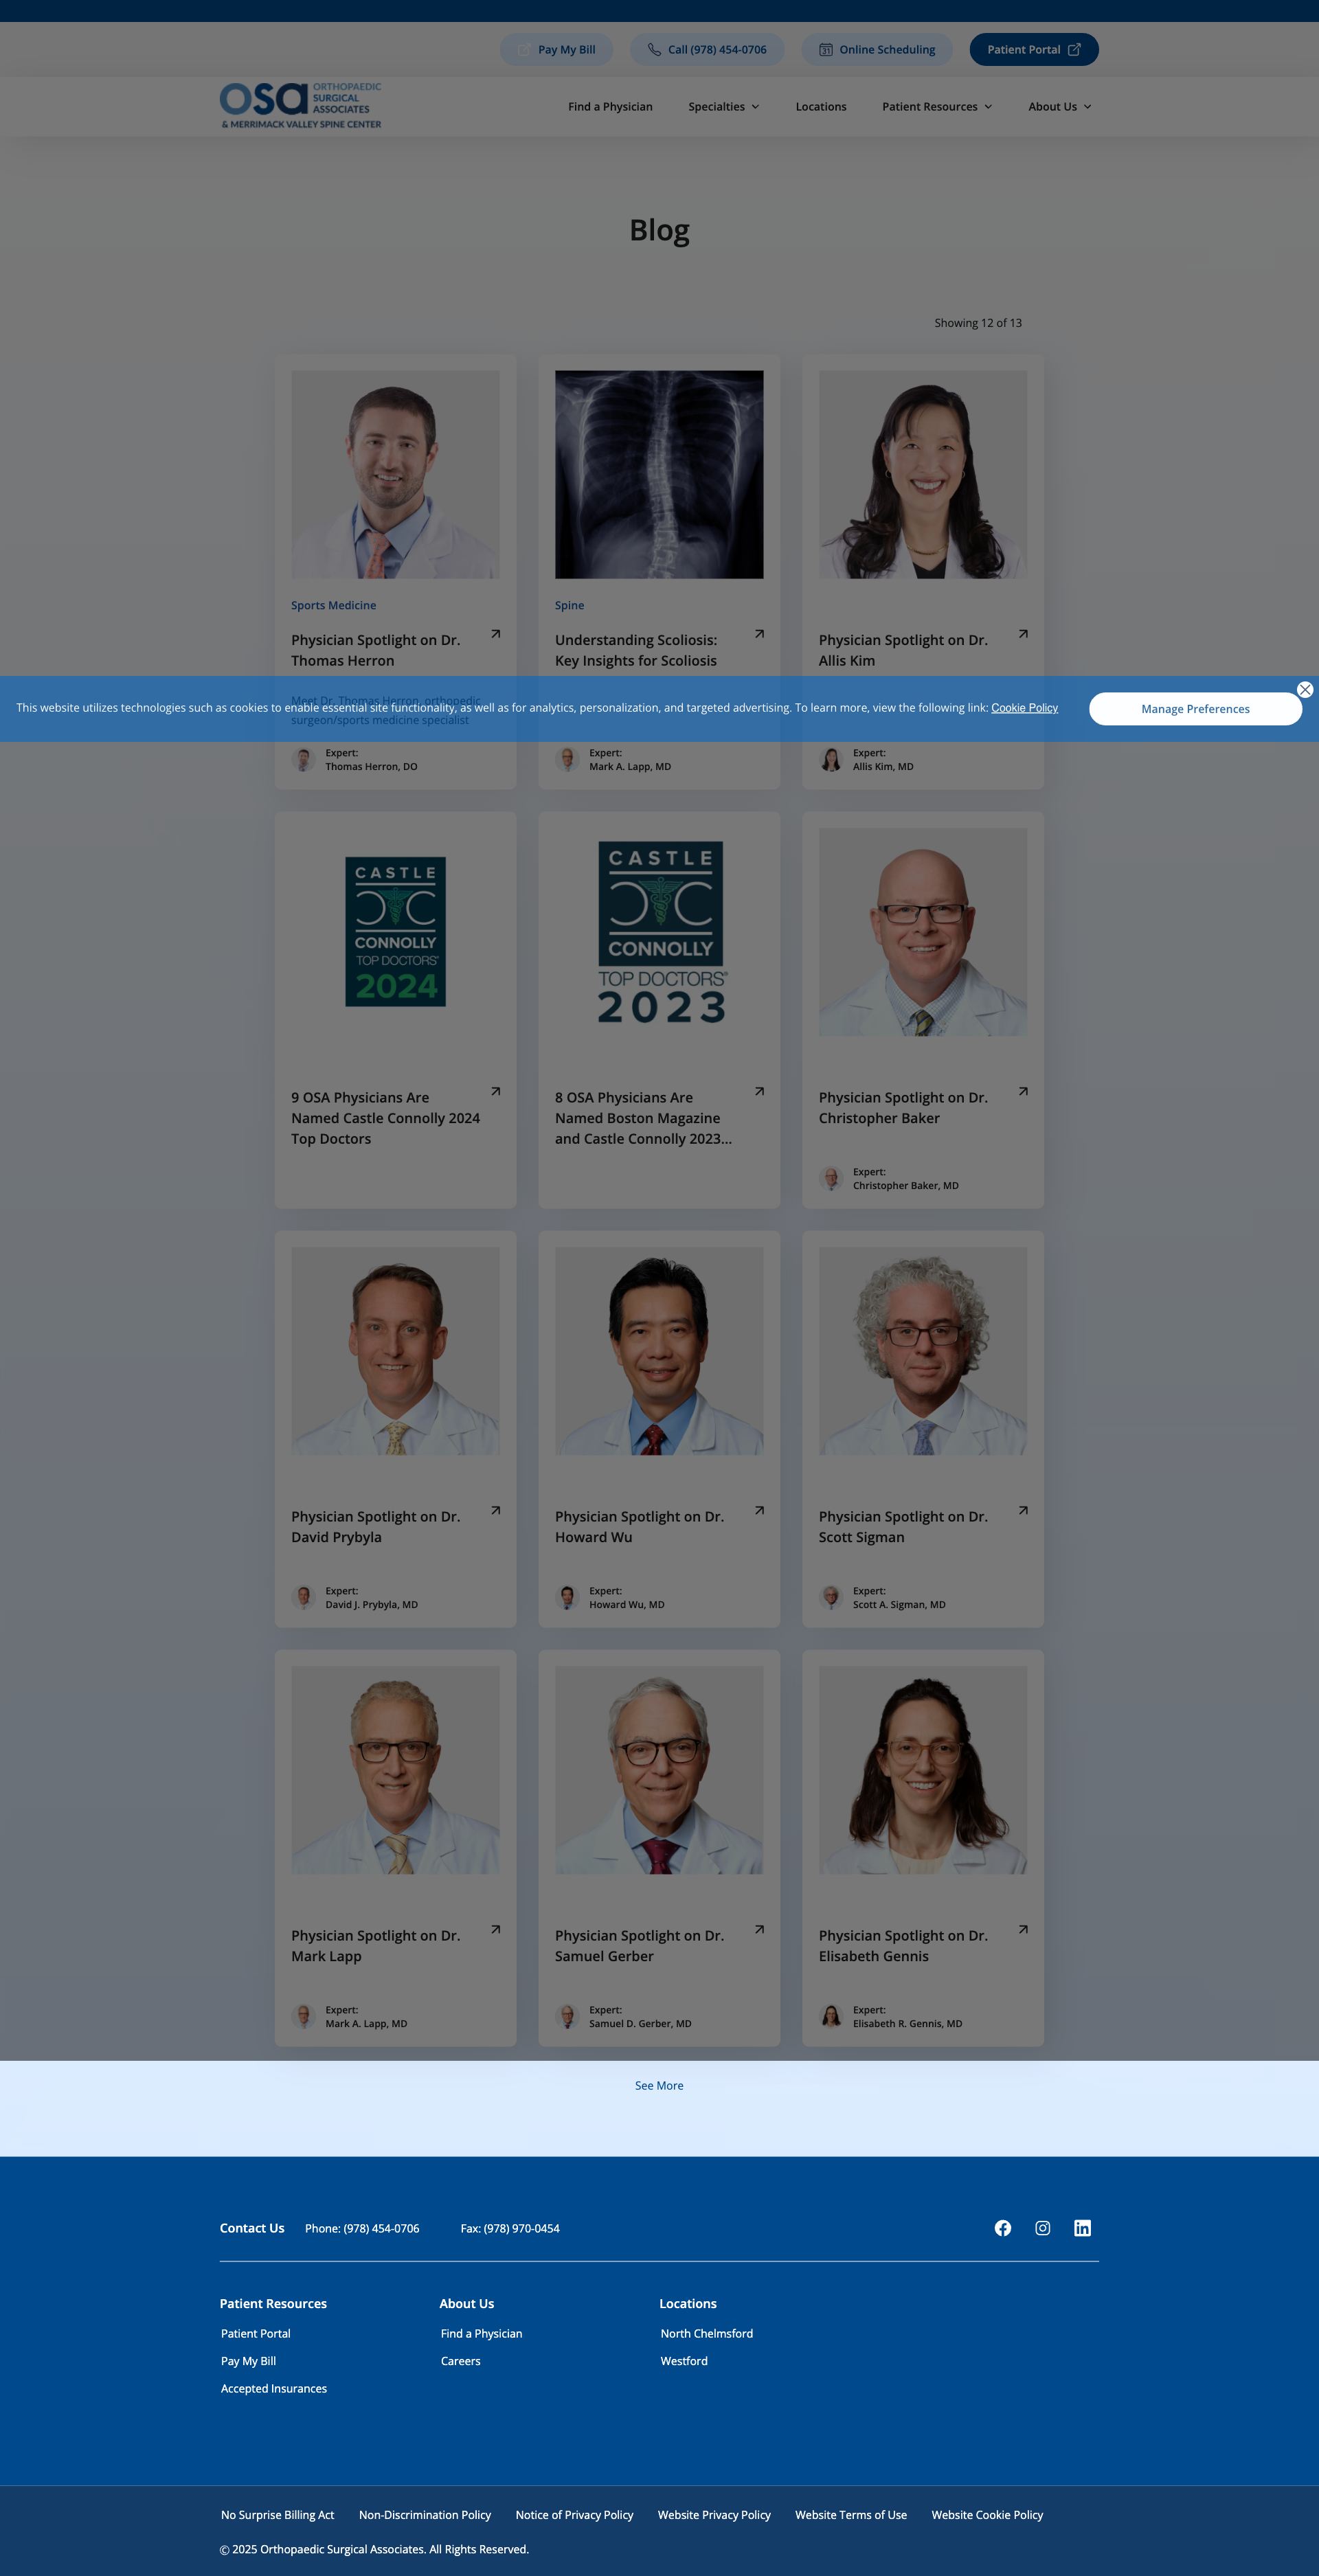 Pay My Bill
Call (978) 454-0706
Online Scheduling
Patient Portal
osa ORTHOPAEDIC
SURGICAL
ASSOCIATES
& MERRIMACK VALLEY SPINE CENTER
Find a Physician
Specialties
Locations
Patient Resources
About Us
Blog
Showing 12 of 13
Sports Medicine
Physician Spotlight on Dr.
Thomas Herron
Meet Dr. Thomas Herron, orthopedic
surgeon/sports medicine specialist
Expert:
Thomas Herron, DO
Spine
Understanding Scoliosis:
Key Insights for Scoliosis
Expert:
Mark A. Lapp, MD
Physician Spotlight on Dr.
Allis Kim
Expert:
Allis Kim, MD
This website utilizes technologies such as cookies to enable essential site functionality, as well as for analytics, personalization, and targeted advertising. To learn more, view the following link: Cookie Policy
Manage Preferences
CASTLE
CONNOLLY
TOP DOCTORS®
2024
9 OSA Physicians Are
Named Castle Connolly 2024
Top Doctors
CASTLE
CONNOLLY
TOP DOCTORS®
2023
8 OSA Physicians Are
Named Boston Magazine
and Castle Connolly 2023...
Physician Spotlight on Dr.
Christopher Baker
Expert:
Christopher Baker, MD
Physician Spotlight on Dr.
David Prybyla
Expert:
David J. Prybyla, MD
Physician Spotlight on Dr.
Howard Wu
Expert:
Howard Wu, MD
Physician Spotlight on Dr.
Scott Sigman
Expert:
Scott A. Sigman, MD
Physician Spotlight on Dr.
Mark Lapp
Expert:
Mark A. Lapp, MD
Physician Spotlight on Dr.
Samuel Gerber
Expert:
Samuel D. Gerber, MD
Physician Spotlight on Dr.
Elisabeth Gennis
Expert:
Elisabeth R. Gennis, MD
See More
Contact Us
Phone: (978) 454-0706
Fax: (978) 970-0454
Patient Resources
Patient Portal
Pay My Bill
Accepted Insurances
About Us
Find a Physician
Careers
Locations
North Chelmsford
Westford
No Surprise Billing Act
Non-Discrimination Policy
Notice of Privacy Policy
Website Privacy Policy
Website Terms of Use
Website Cookie Policy
© 2025 Orthopaedic Surgical Associates. All Rights Reserved.